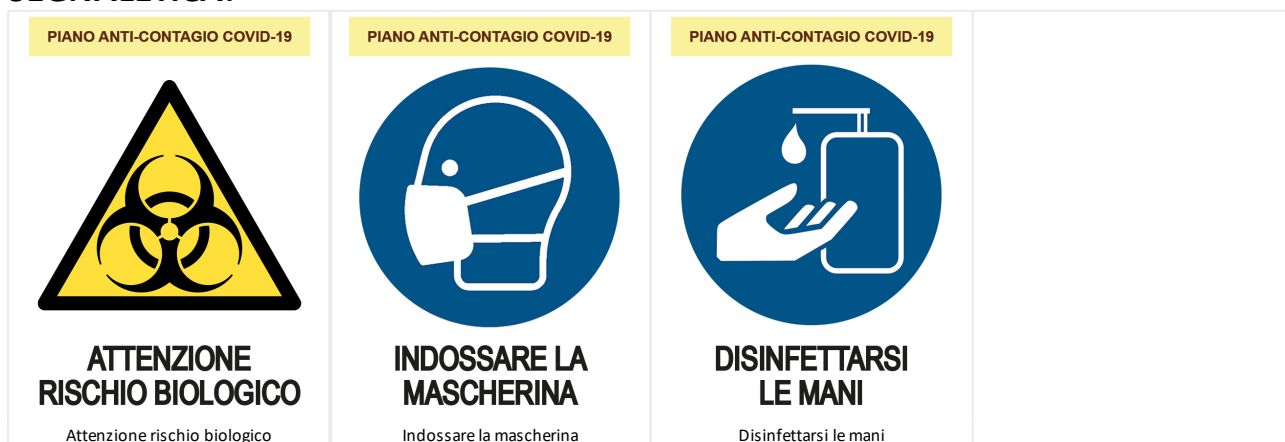 PIANO ANTI-CONTAGIO COVID-19
ATTENZIONE
RISCHIO BIOLOGICO
Attenzione rischio biologico
PIANO ANTI-CONTAGIO COVID-19
INDOSSARE LA
MASCHERINA
Indossare la mascherina
PIANO ANTI-CONTAGIO COVID-19
DISINFETTARSI
LE MANI
Disinfettarsi le mani